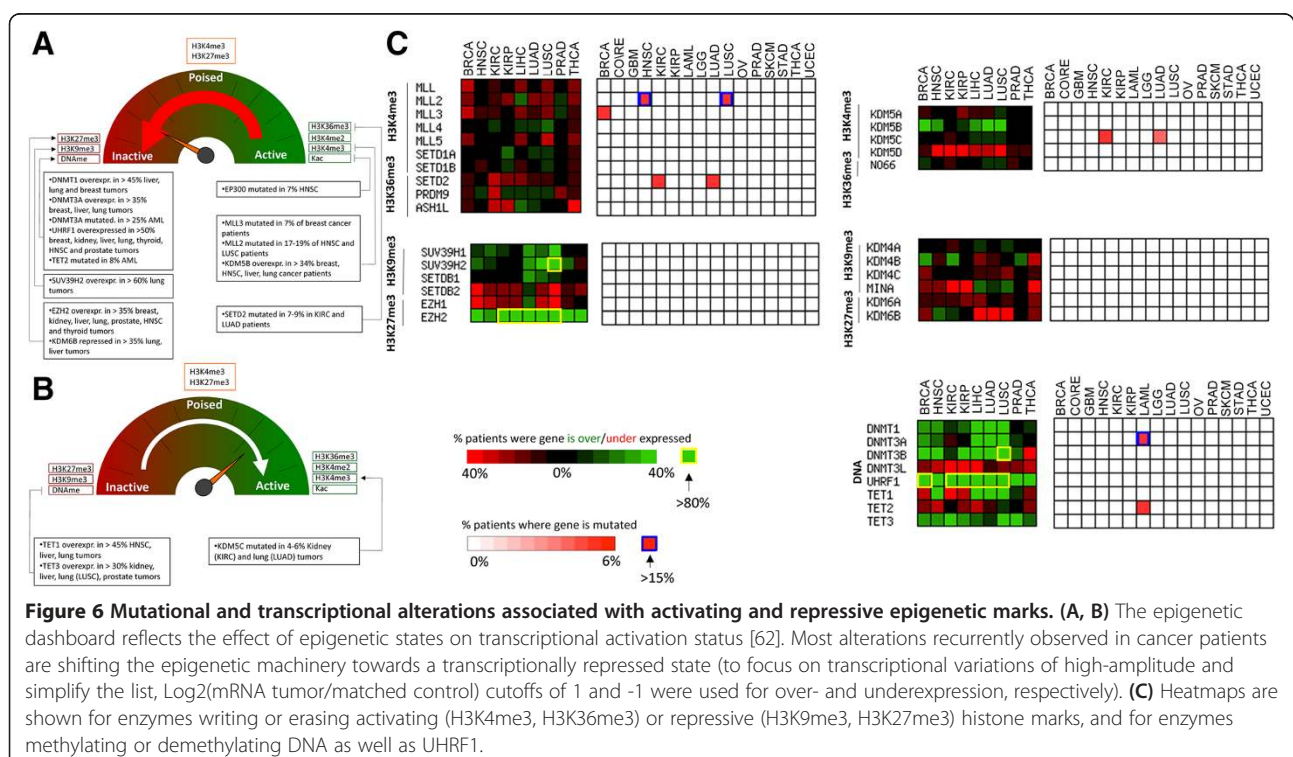 A
H3K4me3
H3K27me3
Poised
Inactive
Active
H3K27me3
H3K9me3
DNAme
H3K36me3
H3K4me2
H3K4me3
Kac
•DNMT1 overexpr. in > 45% liver,
lung and breast tumors
•DNMT3A overexpr. in > 35%
breast, liver, lung tumors
•DNMT3A mutated. in > 25% AML
•UHRF1 overexpressed in >50%
breast, kidney, liver, lung, thyroid,
HNSC and prostate tumors
•TET2 mutated in 8% AML
•SUV39H2 overexpr. in > 60% lung
tumors
•EZH2 overexpr. in > 35% breast,
kidney, liver, lung, prostate, HNSC
and thyroid tumors
•KDM6B repressed in > 35% lung,
liver tumors
•EP300 mutated in 7% HNSC
•MLL3 mutated in 7% of breast cancer
patients
•MLL2 mutated in 17-19% of HNSC
and LUSC patients
•KDM5B overexpr. in > 34% breast,
HNSC, liver, lung cancer patients
•SETD2 mutated in 7-9% in KIRC and
LUAD patients
B
H3K4me3
H3K27me3
Poised
Inactive
Active
H3K27me3
H3K9me3
DNAme
H3K36me3
H3K4me2
H3K4me3
Kac
•TET1 overexpr. in > 45% HNSC,
liver, lung tumors
•TET3 overexpr. in > 30% kidney,
liver, lung (LUSC), prostate tumors
•KDM5C mutated in 4-6% Kidney
(KIRC) and lung (LUAD) tumors
C
BRCA HNSC KIRC KIRP LIHC LUAD LUSC PRAD THCA
BRCA CO\RE GBM HNSC KIRC KIRP LAML LGG LUAD LUSC OV PRAD SKCM STAD THCA UCEC
H3K4me3
H3K36me3
MLL
MLL2
MLL3
MLL4
MLL5
SETD1A
SETD1B
SETD2
PRDM9
ASH1L
H3K9me3
H3K27me3
SUV39H1
SUV39H2
SETDB1
SETDB2
EZH1
EZH2
BRCA HNSC KIRC KIRP LIHC LUAD LUSC PRAD THCA
BRCA CO\RE GBM HNSC KIRC KIRP LAML LGG LUAD LUSC OV PRAD SKCM STAD THCA UCEC
H3K4me3
H3K36me3
KDM5A
KDM5B
KDM5C
KDM5D
NO66
H3K9me3
H3K27me3
KDM4A
KDM4B
KDM4C
MINA
KDM6A
KDM6B
BRCA HNSC KIRC KIRP LIHC LUAD LUSC PRAD THCA
BRCA CO\RE GBM HNSC KIRC KIRP LAML LGG LUAD LUSC OV PRAD SKCM STAD THCA UCEC
DNA
DNMT1
DNMT3A
DNMT3B
DNMT3L
UHRF1
TET1
TET2
TET3
% patients were gene is over/under expressed
40% 0% 40%
>80%
% patients where gene is mutated
0% 6%
>15%
Figure 6 Mutational and transcriptional alterations associated with activating and repressive epigenetic marks. (A, B) The epigenetic
dashboard reflects the effect of epigenetic states on transcriptional activation status [62]. Most alterations recurrently observed in cancer patients
are shifting the epigenetic machinery towards a transcriptionally repressed state (to focus on transcriptional variations of high-amplitude and
simplify the list, Log2(mRNA tumor/matched control) cutoffs of 1 and -1 were used for over- and underexpression, respectively). (C) Heatmaps are
shown for enzymes writing or erasing activating (H3K4me3, H3K36me3) or repressive (H3K9me3, H3K27me3) histone marks, and for enzymes
methylating or demethylating DNA as well as UHRF1.